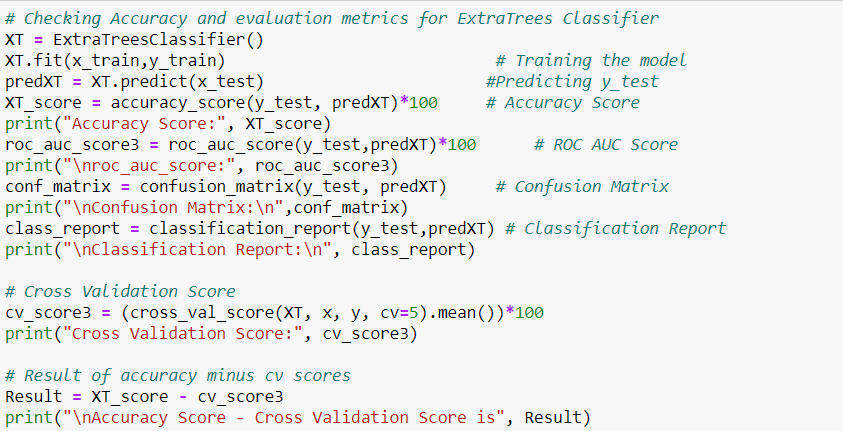 # Checking Accuracy and evaluation metrics for ExtraTrees Classifier
XT = ExtraTreesClassifier()
XT.fit(x_train,y_train)                            # Training the model
predXT = XT.predict(x_test)                       #Predicting y_test
XT_score = accuracy_score(y_test, predXT)*100     # Accuracy Score
print("Accuracy Score:", XT_score)
roc_auc_score3 = roc_auc_score(y_test,predXT)*100      # ROC AUC Score
print("\nroc_auc_score:", roc_auc_score3)
conf_matrix = confusion_matrix(y_test, predXT)     # Confusion Matrix
print("\nConfusion Matrix:\n",conf_matrix)
class_report = classification_report(y_test,predXT) # Classification Report
print("\nClassification Report:\n", class_report)

# Cross Validation Score
cv_score3 = (cross_val_score(XT, x, y, cv=5).mean())*100
print("Cross Validation Score:", cv_score3)

# Result of accuracy minus cv scores
Result = XT_score - cv_score3
print("\nAccuracy Score - Cross Validation Score is", Result)